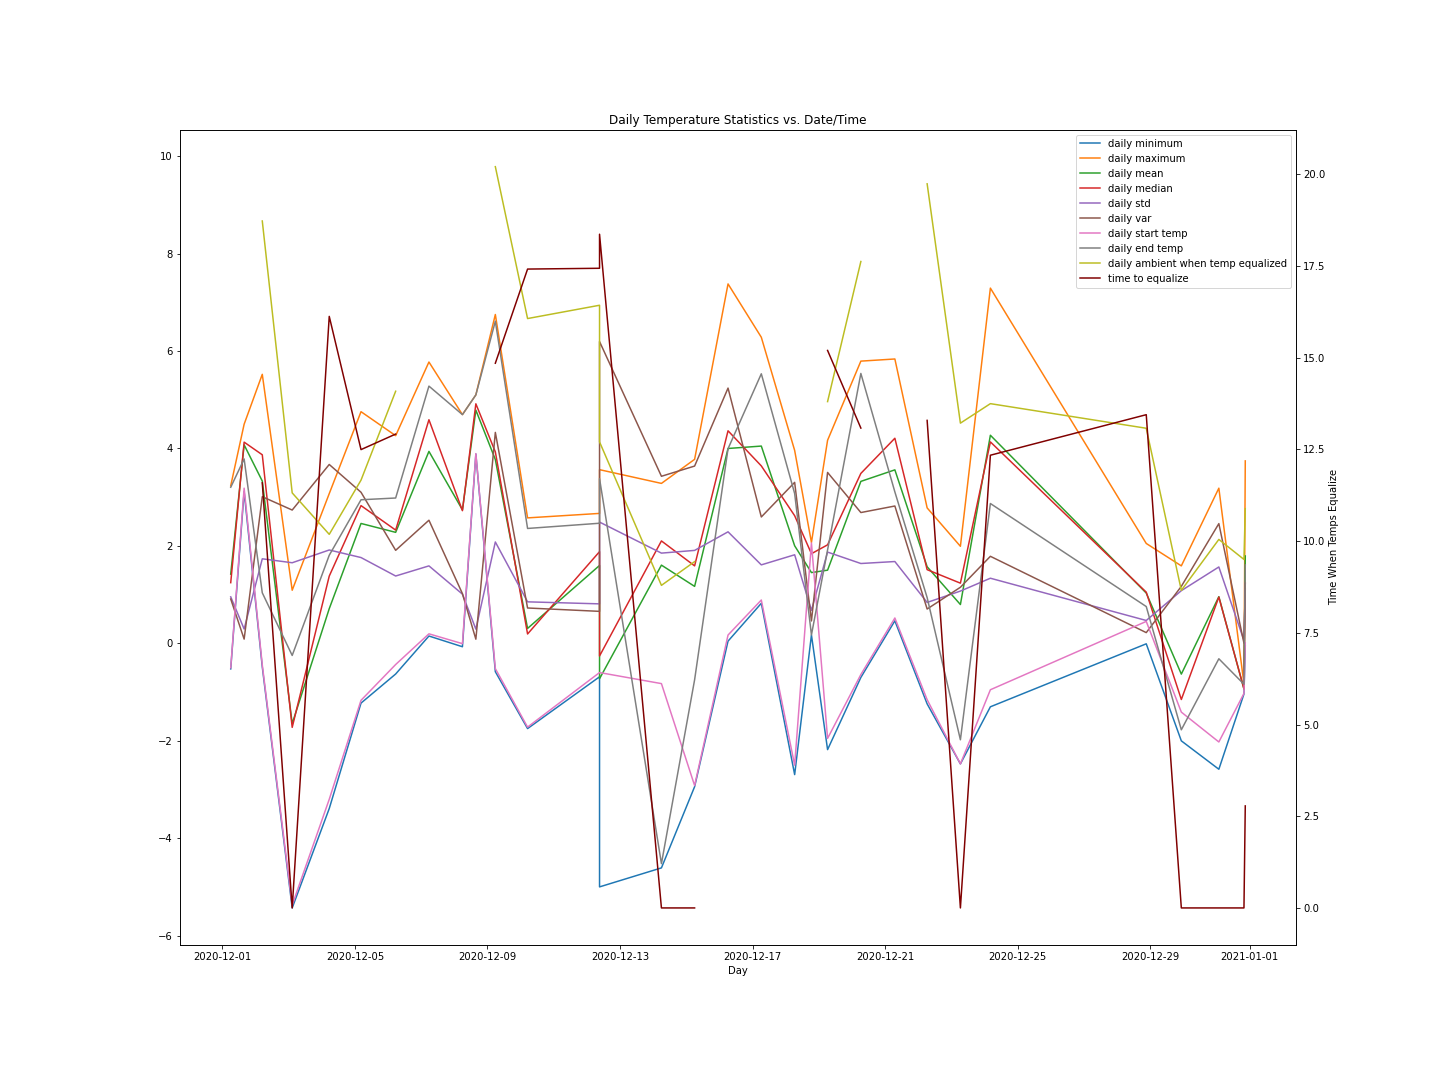 Daily Temperature Statistics vs. Date/Time
daily minimum
daily maximum
daily mean
daily median
daily std
daily var
daily start temp
daily end temp
daily ambient when temp equalized
time to equalize
10
8
6
4
2
0
−2
−4
−6
20.0
17.5
15.0
12.5
10.0
7.5
5.0
2.5
0.0
Time When Temps Equalize
2020-12-01 2020-12-05 2020-12-09 2020-12-13 2020-12-17 2020-12-21 2020-12-25 2020-12-29 2021-01-01
Day